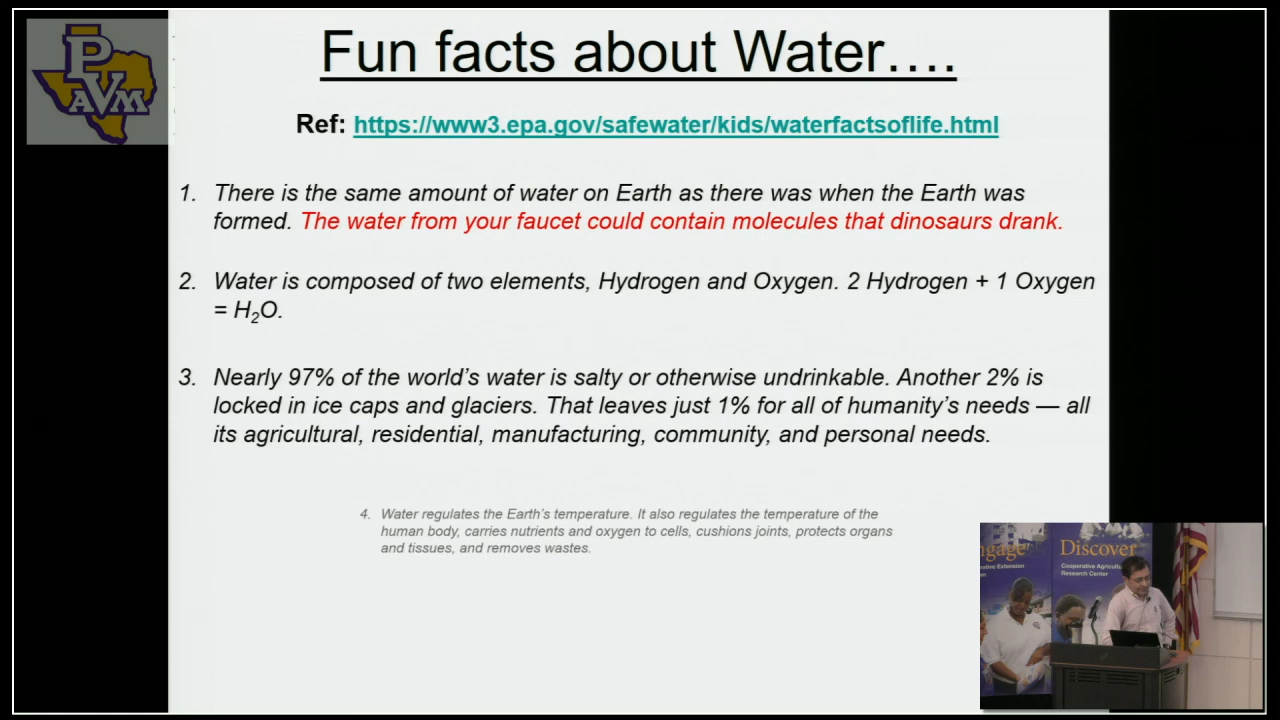 PVAMU
Fun facts about Water….
Ref: https://www3.epa.gov/safewater/kids/waterfactsoflife.html
1. There is the same amount of water on Earth as there was when the Earth was
formed. The water from your faucet could contain molecules that dinosaurs drank.
2. Water is composed of two elements, Hydrogen and Oxygen. 2 Hydrogen + 1 Oxygen
= H₂O.
3. Nearly 97% of the world’s water is salty or otherwise undrinkable. Another 2% is
locked in ice caps and glaciers. That leaves just 1% for all of humanity’s needs — all
its agricultural, residential, manufacturing, community, and personal needs.
4. Water regulates the Earth’s temperature. It also regulates the temperature of the
human body, carries nutrients and oxygen to cells, cushions joints, protects organs
and tissues, and removes wastes.
Discover
Cooperative
Research Center
Extension